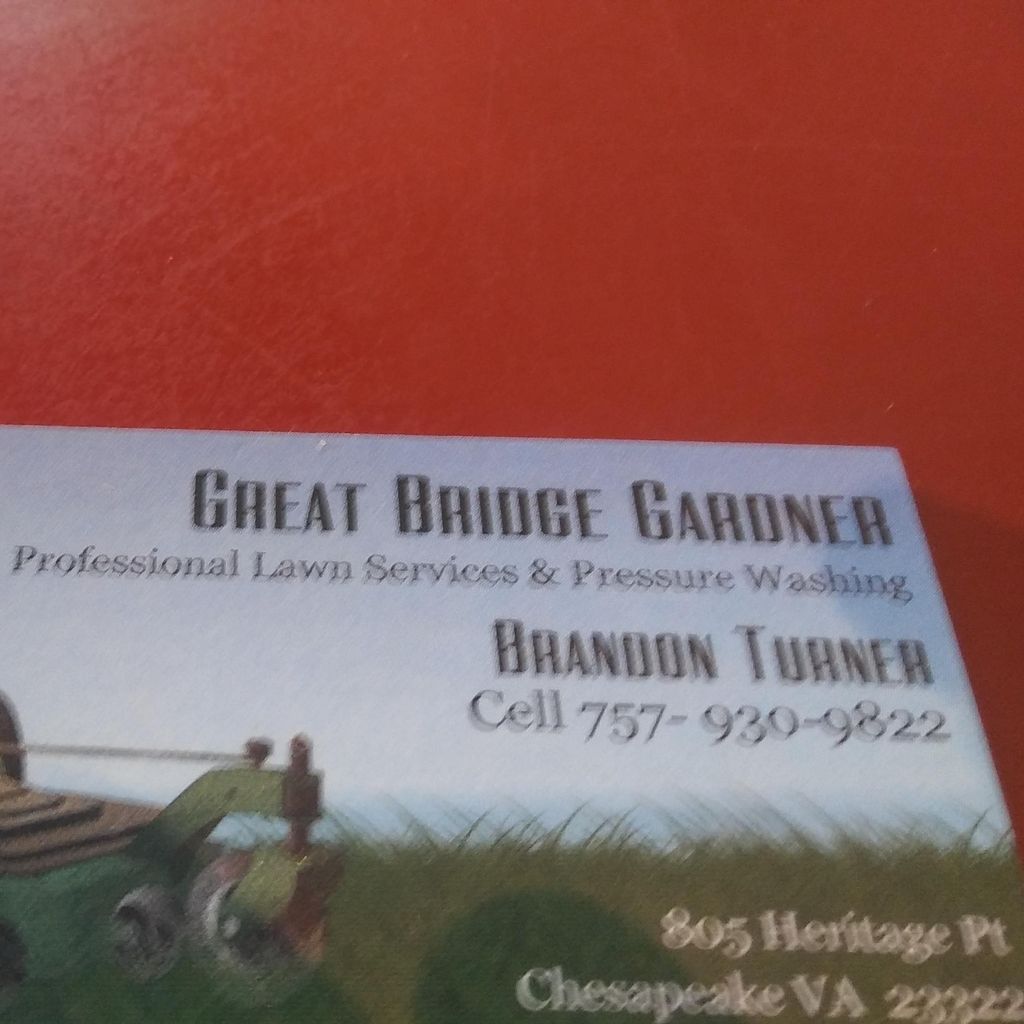 GREAT BRIDGE GARDNER
Professional Lawn Services & Pressure Washing
BRANDON TURNER
Cell 757- 930-9822
805 Heritage Pt
Chesapeake VA 23322